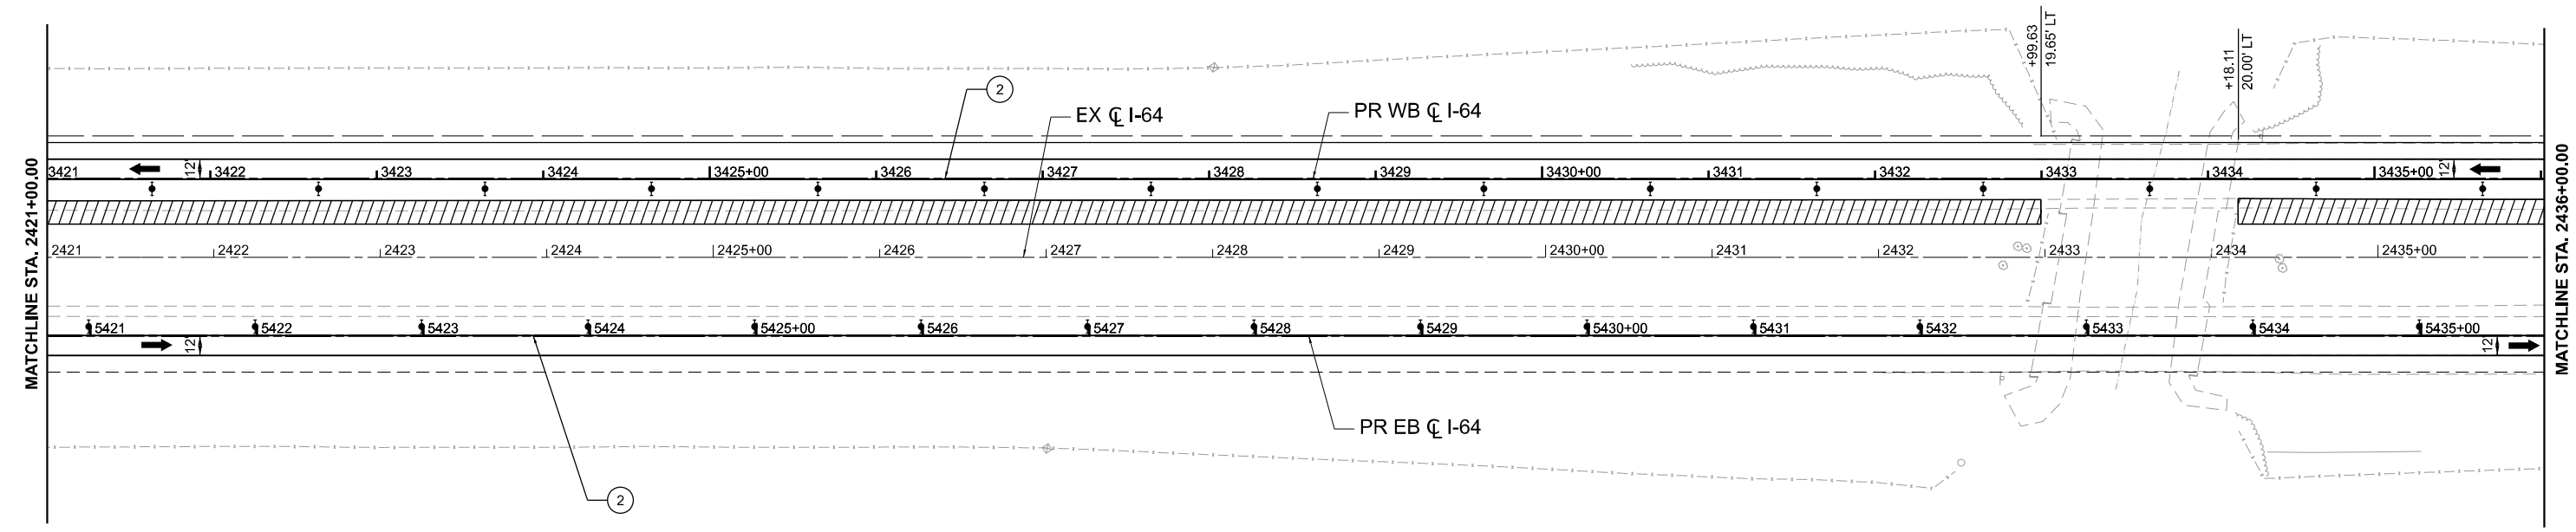 MATCHLINE STA. 2421+00.00
+99.63
19.65' LT
+18.11
20.00' LT
2
EX ℄ I-64
PR WB ℄ I-64
12'
12'
3421 3422 3423 3424 3425+00 3426 3427 3428 3429 3430+00 3431 3432 3433 3434 3435+00
2421 2422 2423 2424 2425+00 2426 2427 2428 2429 2430+00 2431 2432 2433 2434 2435+00
5421 5422 5423 5424 5425+00 5426 5427 5428 5429 5430+00 5431 5432 5433 5434 5435+00
12'
12'
PR EB ℄ I-64
2
P
MATCHLINE STA. 2436+00.00